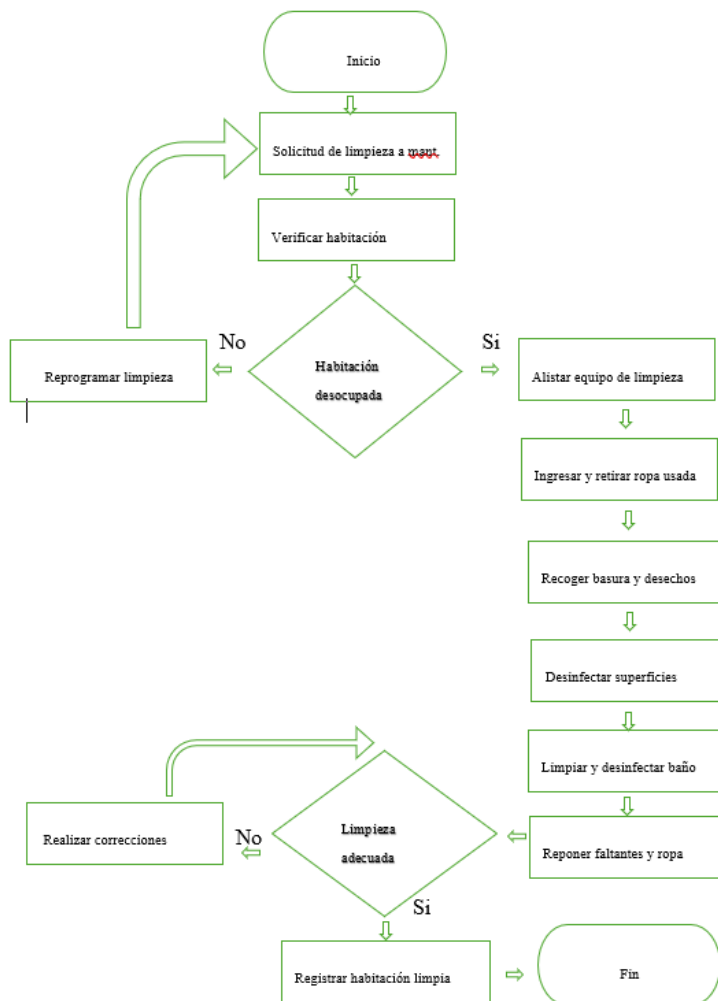 Inicio
Solicitud de limpieza a mant.
Verificar habitación
No
Si
Habitación
desocupada
Reprogramar limpieza
Alistar equipo de limpieza
Ingresar y retirar ropa usada
Recoger basura y desechos
Desinfectar superficies
Limpiar y desinfectar baño
Reponer faltantes y ropa
Limpieza
adecuada
No
Realizar correcciones
Si
Registrar habitación limpia
Fin